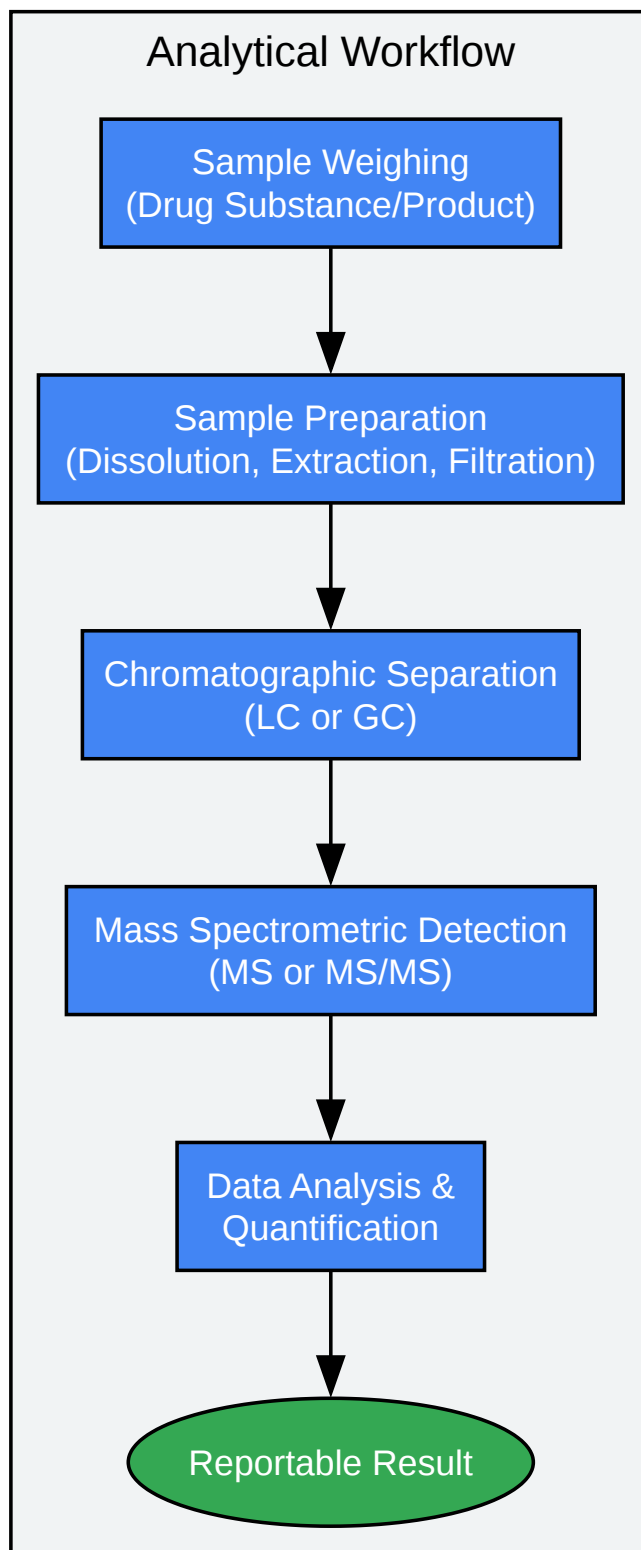 Analytical Workflow
Sample Weighing
(Drug Substance/Product)
Sample Preparation
(Dissolution, Extraction, Filtration)
Chromatographic Separation
(LC or GC)
Mass Spectrometric Detection
(MS or MS/MS)
Data Analysis &
Quantification
Reportable Result